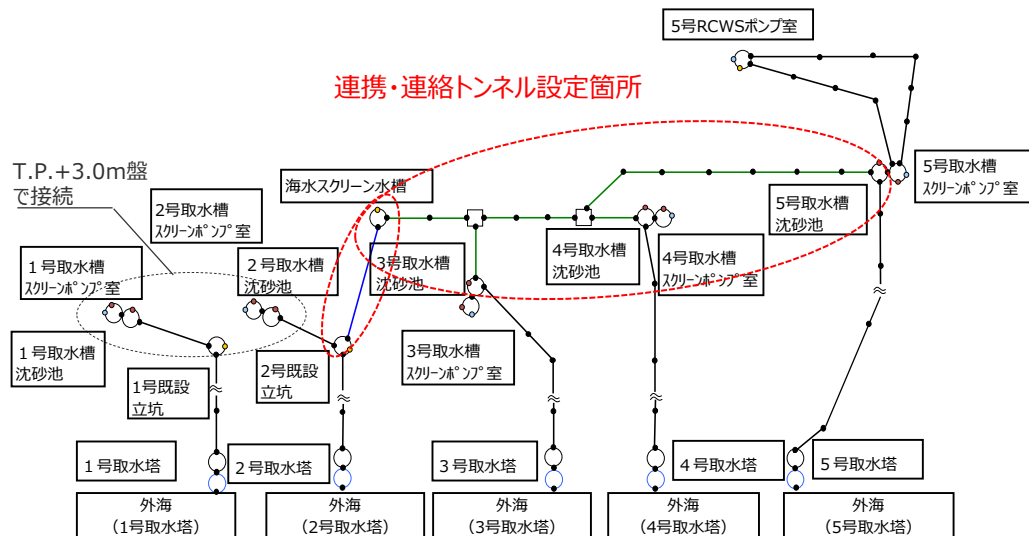 5号RCWSポンプ室
連携・連絡トンネル設定箇所
T.P.+3.0m盤
で接続
2号取水槽
スクリーンポンプ室
海水スクリーン水槽
5号取水槽
スクリーンポンプ室
1号取水槽
スクリーンポンプ室
2号取水槽
沈砂池
3号取水槽
沈砂池
4号取水槽
沈砂池
4号取水槽
スクリーンポンプ室
5号取水槽
沈砂池
1号取水槽
沈砂池
1号既設
立坑
2号既設
立坑
3号取水槽
スクリーンポンプ室
1号取水塔
2号取水塔
3号取水塔
4号取水塔
5号取水塔
外海
(1号取水塔)
外海
(2号取水塔)
外海
(3号取水塔)
外海
(4号取水塔)
外海
(5号取水塔)